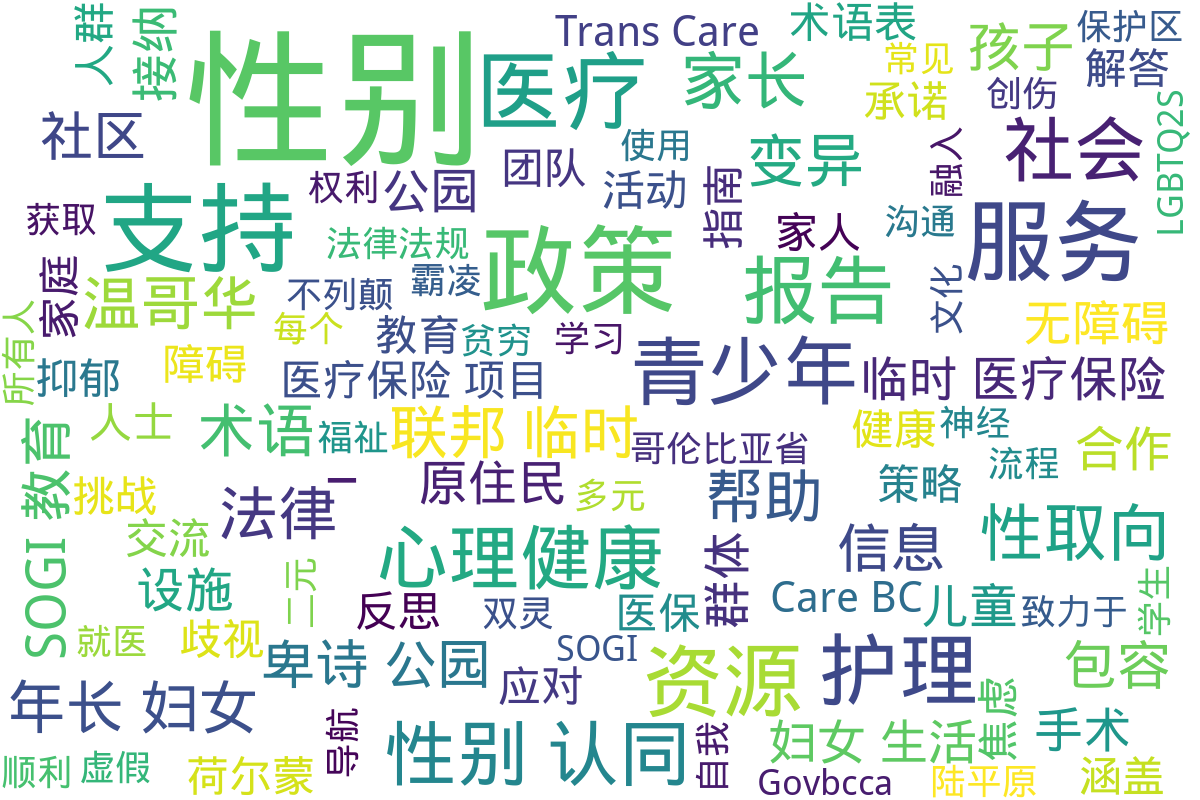 人群
接纳
Trans Care
术语表
保护区
孩子
常见
解答
性别
医疗
家长
承诺
创伤
LGBTQ2S
社区
使用
变异
社会
融入
团队
权利
公园
活动
指南
获取
支持
家人
沟通
服务
法律法规
政策
报告
霸凌
家庭
温哥华
不列颠
文化
所有人
每个
教育
贫穷
学习
无障碍
障碍
青少年
抑郁
医疗保险 项目
临时 医疗保险
人士
术语
福祉
联邦 临时
健康
神经
哥伦比亚省
合作
SOGI 教育
挑战
原住民
多元
帮助
策略
流程
法律
交流
心理健康
信息
性取向
二元
设施
群体
反思
双灵
医保
Care BC
儿童
致力于
学生
就医
歧视
SOGI
卑诗 公园
应对
资源
护理
包容
年长 妇女
焦虑
导航
性别 认同
自我
妇女 生活
手术
顺利
虚假
荷尔蒙
Govbcca
陆平原
涵盖